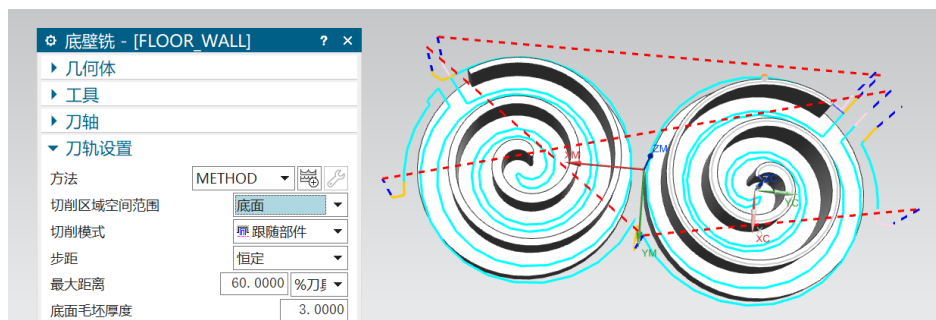 底壁铣 - [FLOOR_WALL] ? ×
几何体
工具
刀轴
刀轨设置
方法 METHOD
切削区域空间范围 底面
切削模式 跟随部件
步距 恒定
最大距离 60.0000 %刀具
底面毛坯厚度 3.0000
XM
ZM
YM
YC
XC